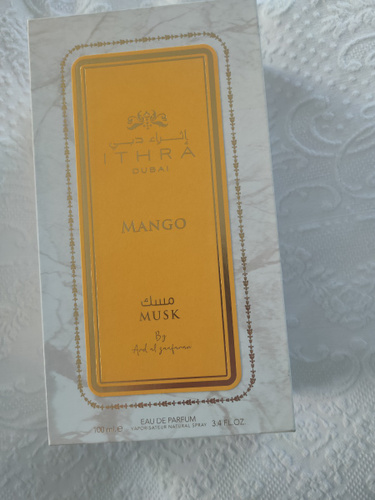 إثراء دبي
ITHRA
DUBAI
MANGO
مسك
MUSK
By
Ard al zaafaran
100 ml e EAU DE PARFUM 3.4 FL.OZ.
VAPORISATEUR NATURAL SPRAY